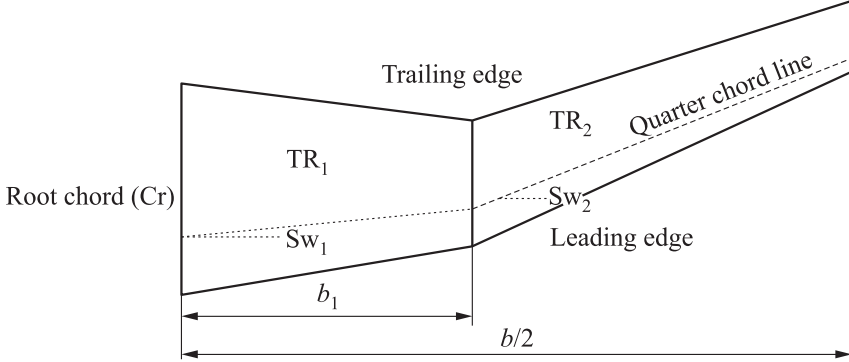 Trailing edge
TR₁
TR₂
Quarter chord line
Root chord (Cr)
Sw₁
Sw₂
Leading edge
b₁
b/2